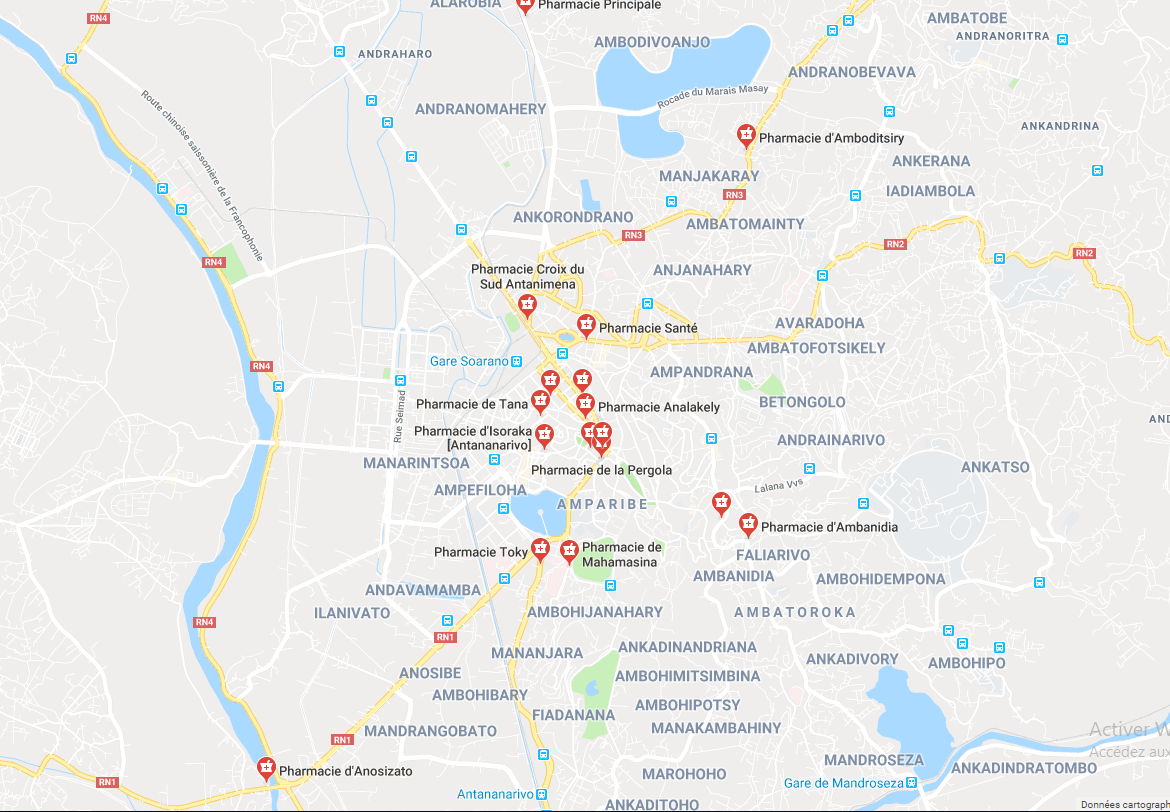 ALAROBIA
Pharmacie Principale
RN4
AMBATOBE
ANDRANORITRA
AMBODIVOANJO
ANDRAHARO
ANDRANOBEVAVA
Rocade du Marais Masay
Route chinoise saissonière de la Francophonie
ANDRANOMAHERY
ANKANDRINA
Pharmacie d'Amboditsiry
ANKERANA
MANJAKARAY
IADIAMBOLA
RN3
ANKORONDRANO
AMBATOMAINTY
RN3
RN2
RN2
RN4
Pharmacie Croix du
Sud Antanimena
ANJANAHARY
AVARADOHA
Pharmacie Santé
AMBATOFOTSIKELY
Gare Soarano
RN4
AMPANDRANA
BETONGOLO
Pharmacie de Tana
Pharmacie Analakely
Rue Seimad
AND
Pharmacie d'Isoraka
[Antananarivo]
ANDRAINARIVO
MANARINTSOA
Pharmacie de la Pergola
ANKATSO
Lalana Vvs
AMPEFILOHA
AMPARIBE
Pharmacie d'Ambanidia
Pharmacie Toky
Pharmacie de
Mahamasina
FALIARIVO
AMBANIDIA
AMBOHIDEMPONA
ANDAVAMAMBA
ILANIVATO
AMBOHIJANAHARY
AMBATOROKA
RN4
RN1
MANANJARA
ANKADINANDRIANA
ANKADIVORY
AMBOHIPO
ANOSIBE
AMBOHIMITSIMBINA
AMBOHIBARY
AMBOHIPOTSY
FIADANANA
MANAKAMBAHINY
MANDRANGOBATO
Activer W
RN1
Accédez aux
MANDROSEZA
Pharmacie d'Anosizato
MAROHOHO
ANKADINDRATOMBO
RN1
Gare de Mandroseza
Antananarivo
ANKADITOHO
Données cartograph